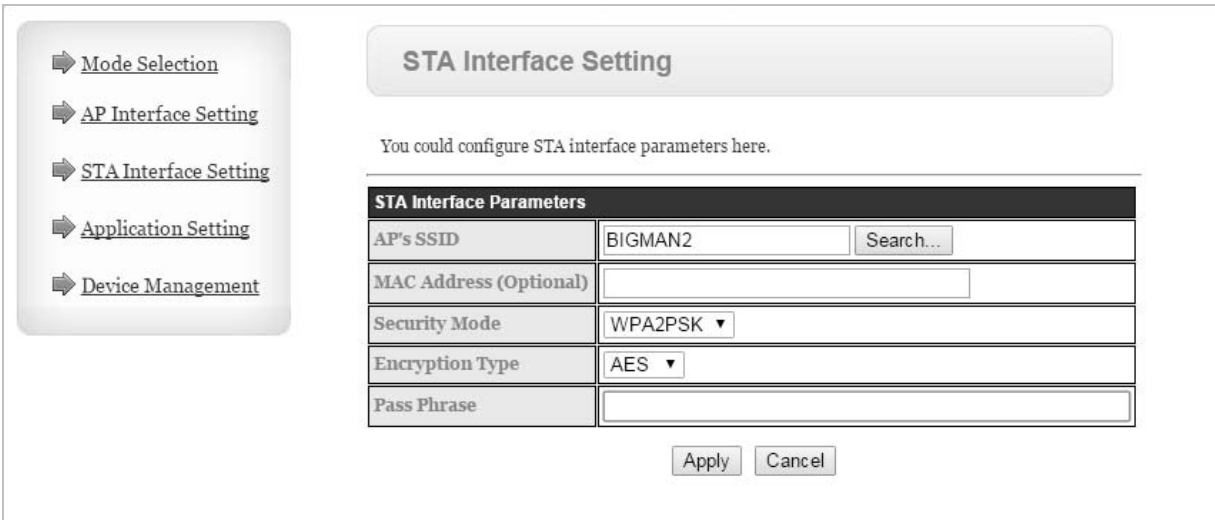 Mode Selection
AP Interface Setting
STA Interface Setting
Application Setting
Device Management
STA Interface Setting
You could configure STA interface parameters here.
STA Interface Parameters
AP's SSID BIGMAN2 Search...
MAC Address (Optional)
Security Mode WPA2PSK
Encryption Type AES
Pass Phrase
Apply Cancel